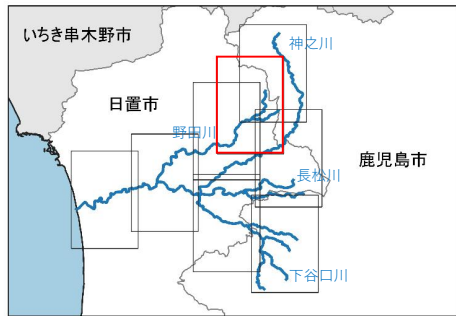 いちき串木野市
神之川
日置市
野田川
鹿児島市
長松川
下谷口川